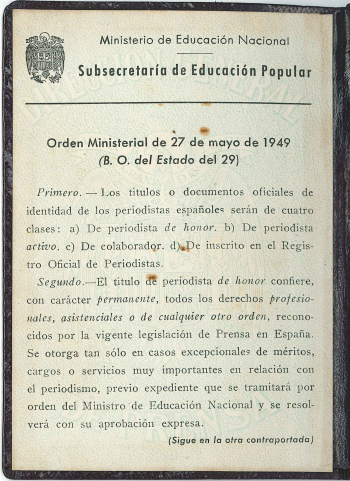 Ministerio de Educación Nacional
Subsecretaría de Educación Popular
Orden Ministerial de 27 de mayo de 1949
(B. O. del Estado del 29)
Primero. — Los titulos o documentos oficiales de
identidad de los periodistas españoles serán de cuatro
clases: a) De periodista de honor. b) De periodista
activo. c) De colaborador. d) De inscrito en el Regis-
tro Oficial de Periodistas.
Segundo.—El titulo de periodista de honor confiere,
con carácter permanente, todos los derechos profesio-
nales, asistenciales o de cualquier otro orden, recono-
cidos por la vigente legislación de Prensa en España.
Se otorga tan sólo en casos excepcionales de méritos,
cargos o servicios muy importantes en relación con
el periodismo, previo expediente que se tramitará por
orden del Ministro de Educación Nacional y se resol-
verá con su aprobación expresa.
(Sigue en la otra contraportada)